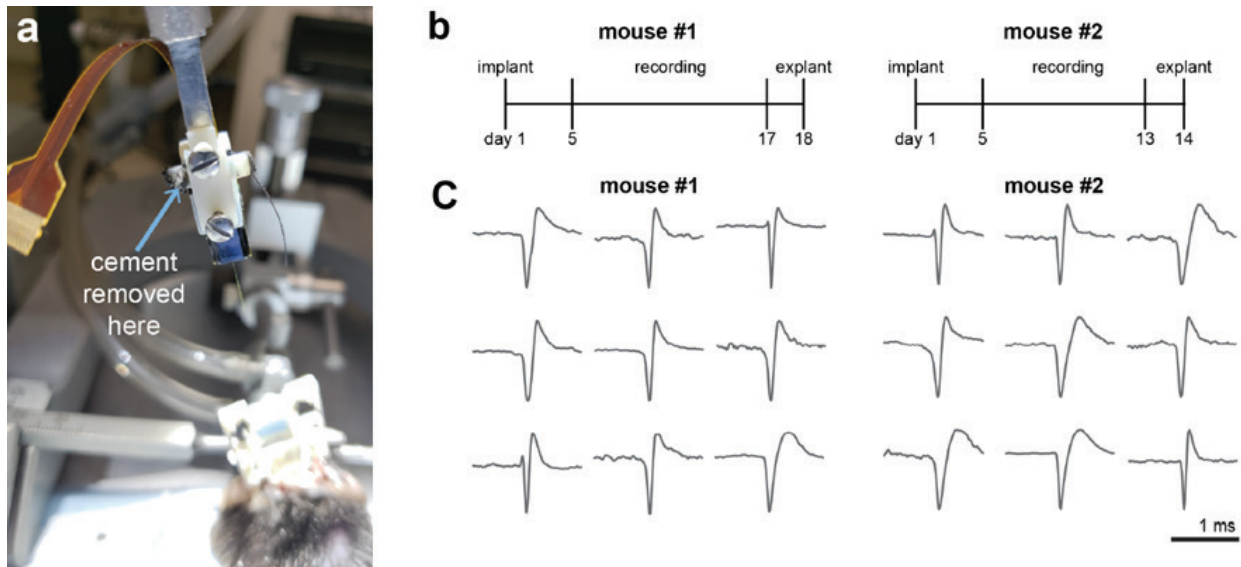 a
cement
removed
here
b
mouse #1
implant recording explant
day 1 5 17 18
mouse #2
implant recording explant
day 1 5 13 14
C
mouse #1
mouse #2
1 ms